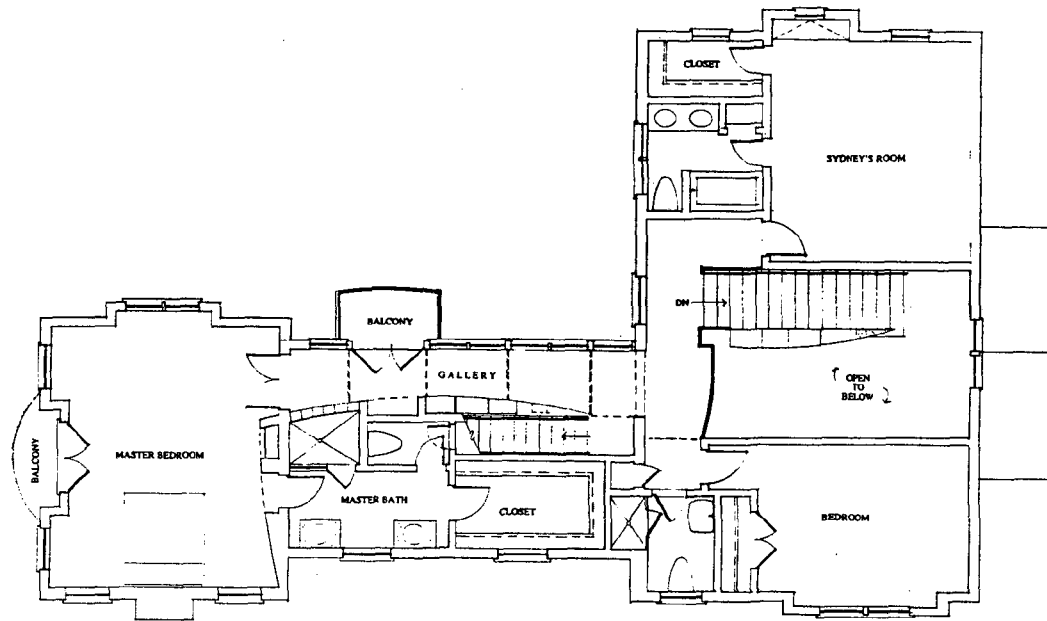 CLOSET
SYDNEY'S ROOM
DN
BALCONY
GALLERY
OPEN
TO
BELOW
BALCONY
MASTER BEDROOM
MASTER BATH
CLOSET
BEDROOM